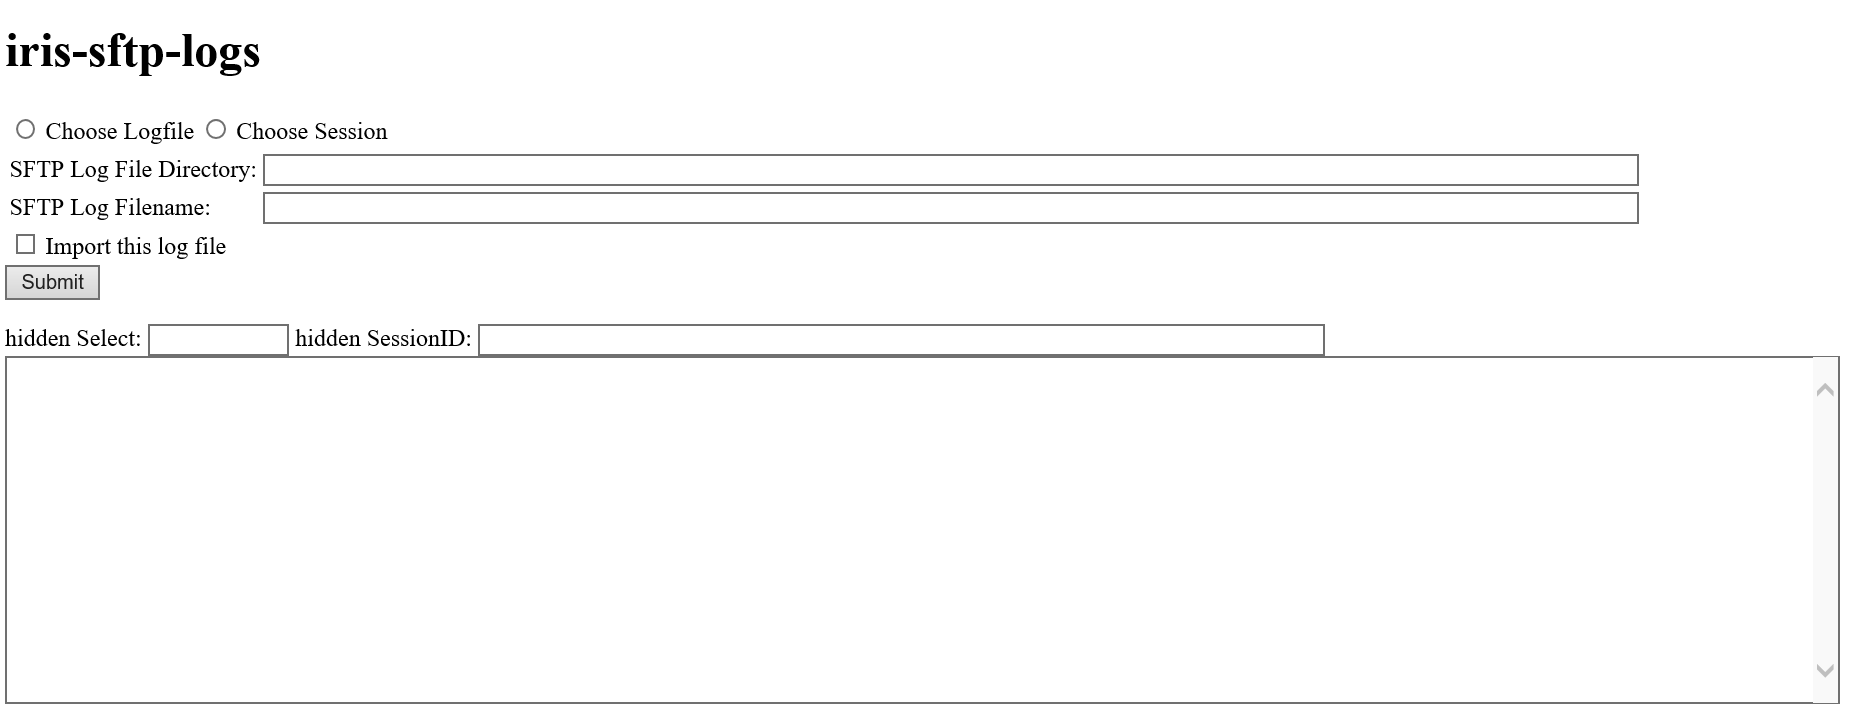 iris-sftp-logs
Choose Logfile Choose Session
SFTP Log File Directory:
SFTP Log Filename:
Import this log file
Submit
hidden Select: hidden SessionID: